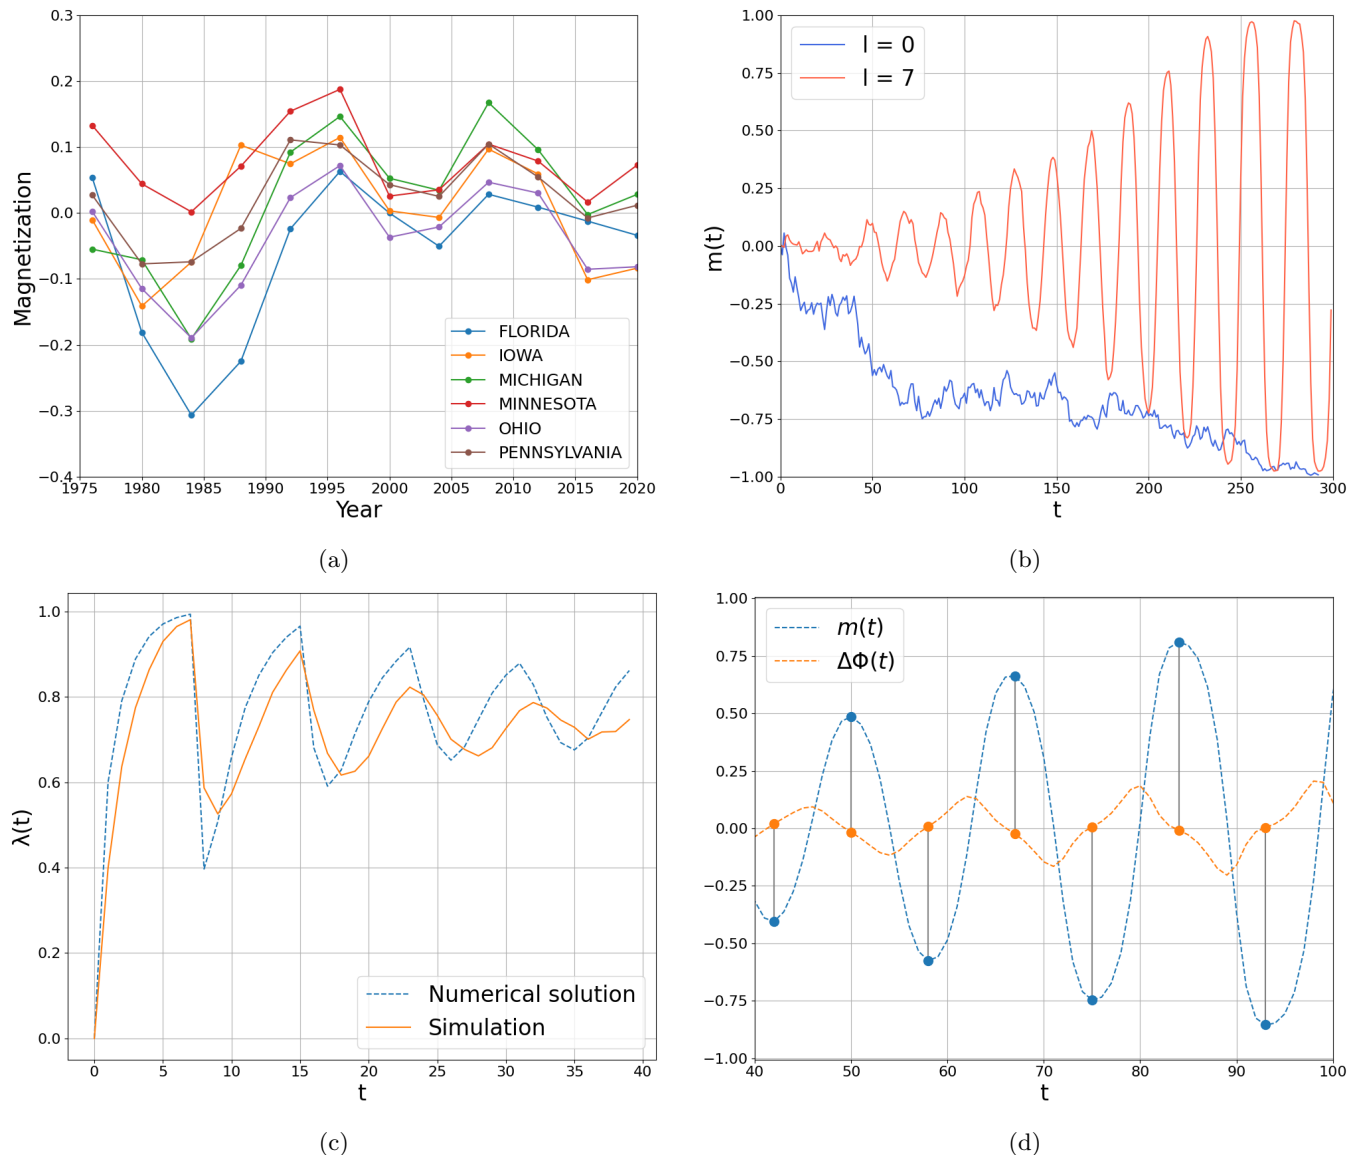 0.3
0.2
0.1
0.0
−0.1
−0.2
−0.3
−0.4
Magnetization
FLORIDA
IOWA
MICHIGAN
MINNESOTA
OHIO
PENNSYLVANIA
1975 1980 1985 1990 1995 2000 2005 2010 2015 2020
Year
(a)
1.00
0.75
0.50
0.25
0.00
−0.25
−0.50
−0.75
−1.00
m(t)
l = 0
l = 7
0 50 100 150 200 250 300
t
(b)
1.0
0.8
0.6
0.4
0.2
0.0
λ(t)
Numerical solution
Simulation
0 5 10 15 20 25 30 35 40
t
(c)
1.00
0.75
0.50
0.25
0.00
−0.25
−0.50
−0.75
−1.00
m(t)
ΔΦ(t)
40 50 60 70 80 90 100
t
(d)